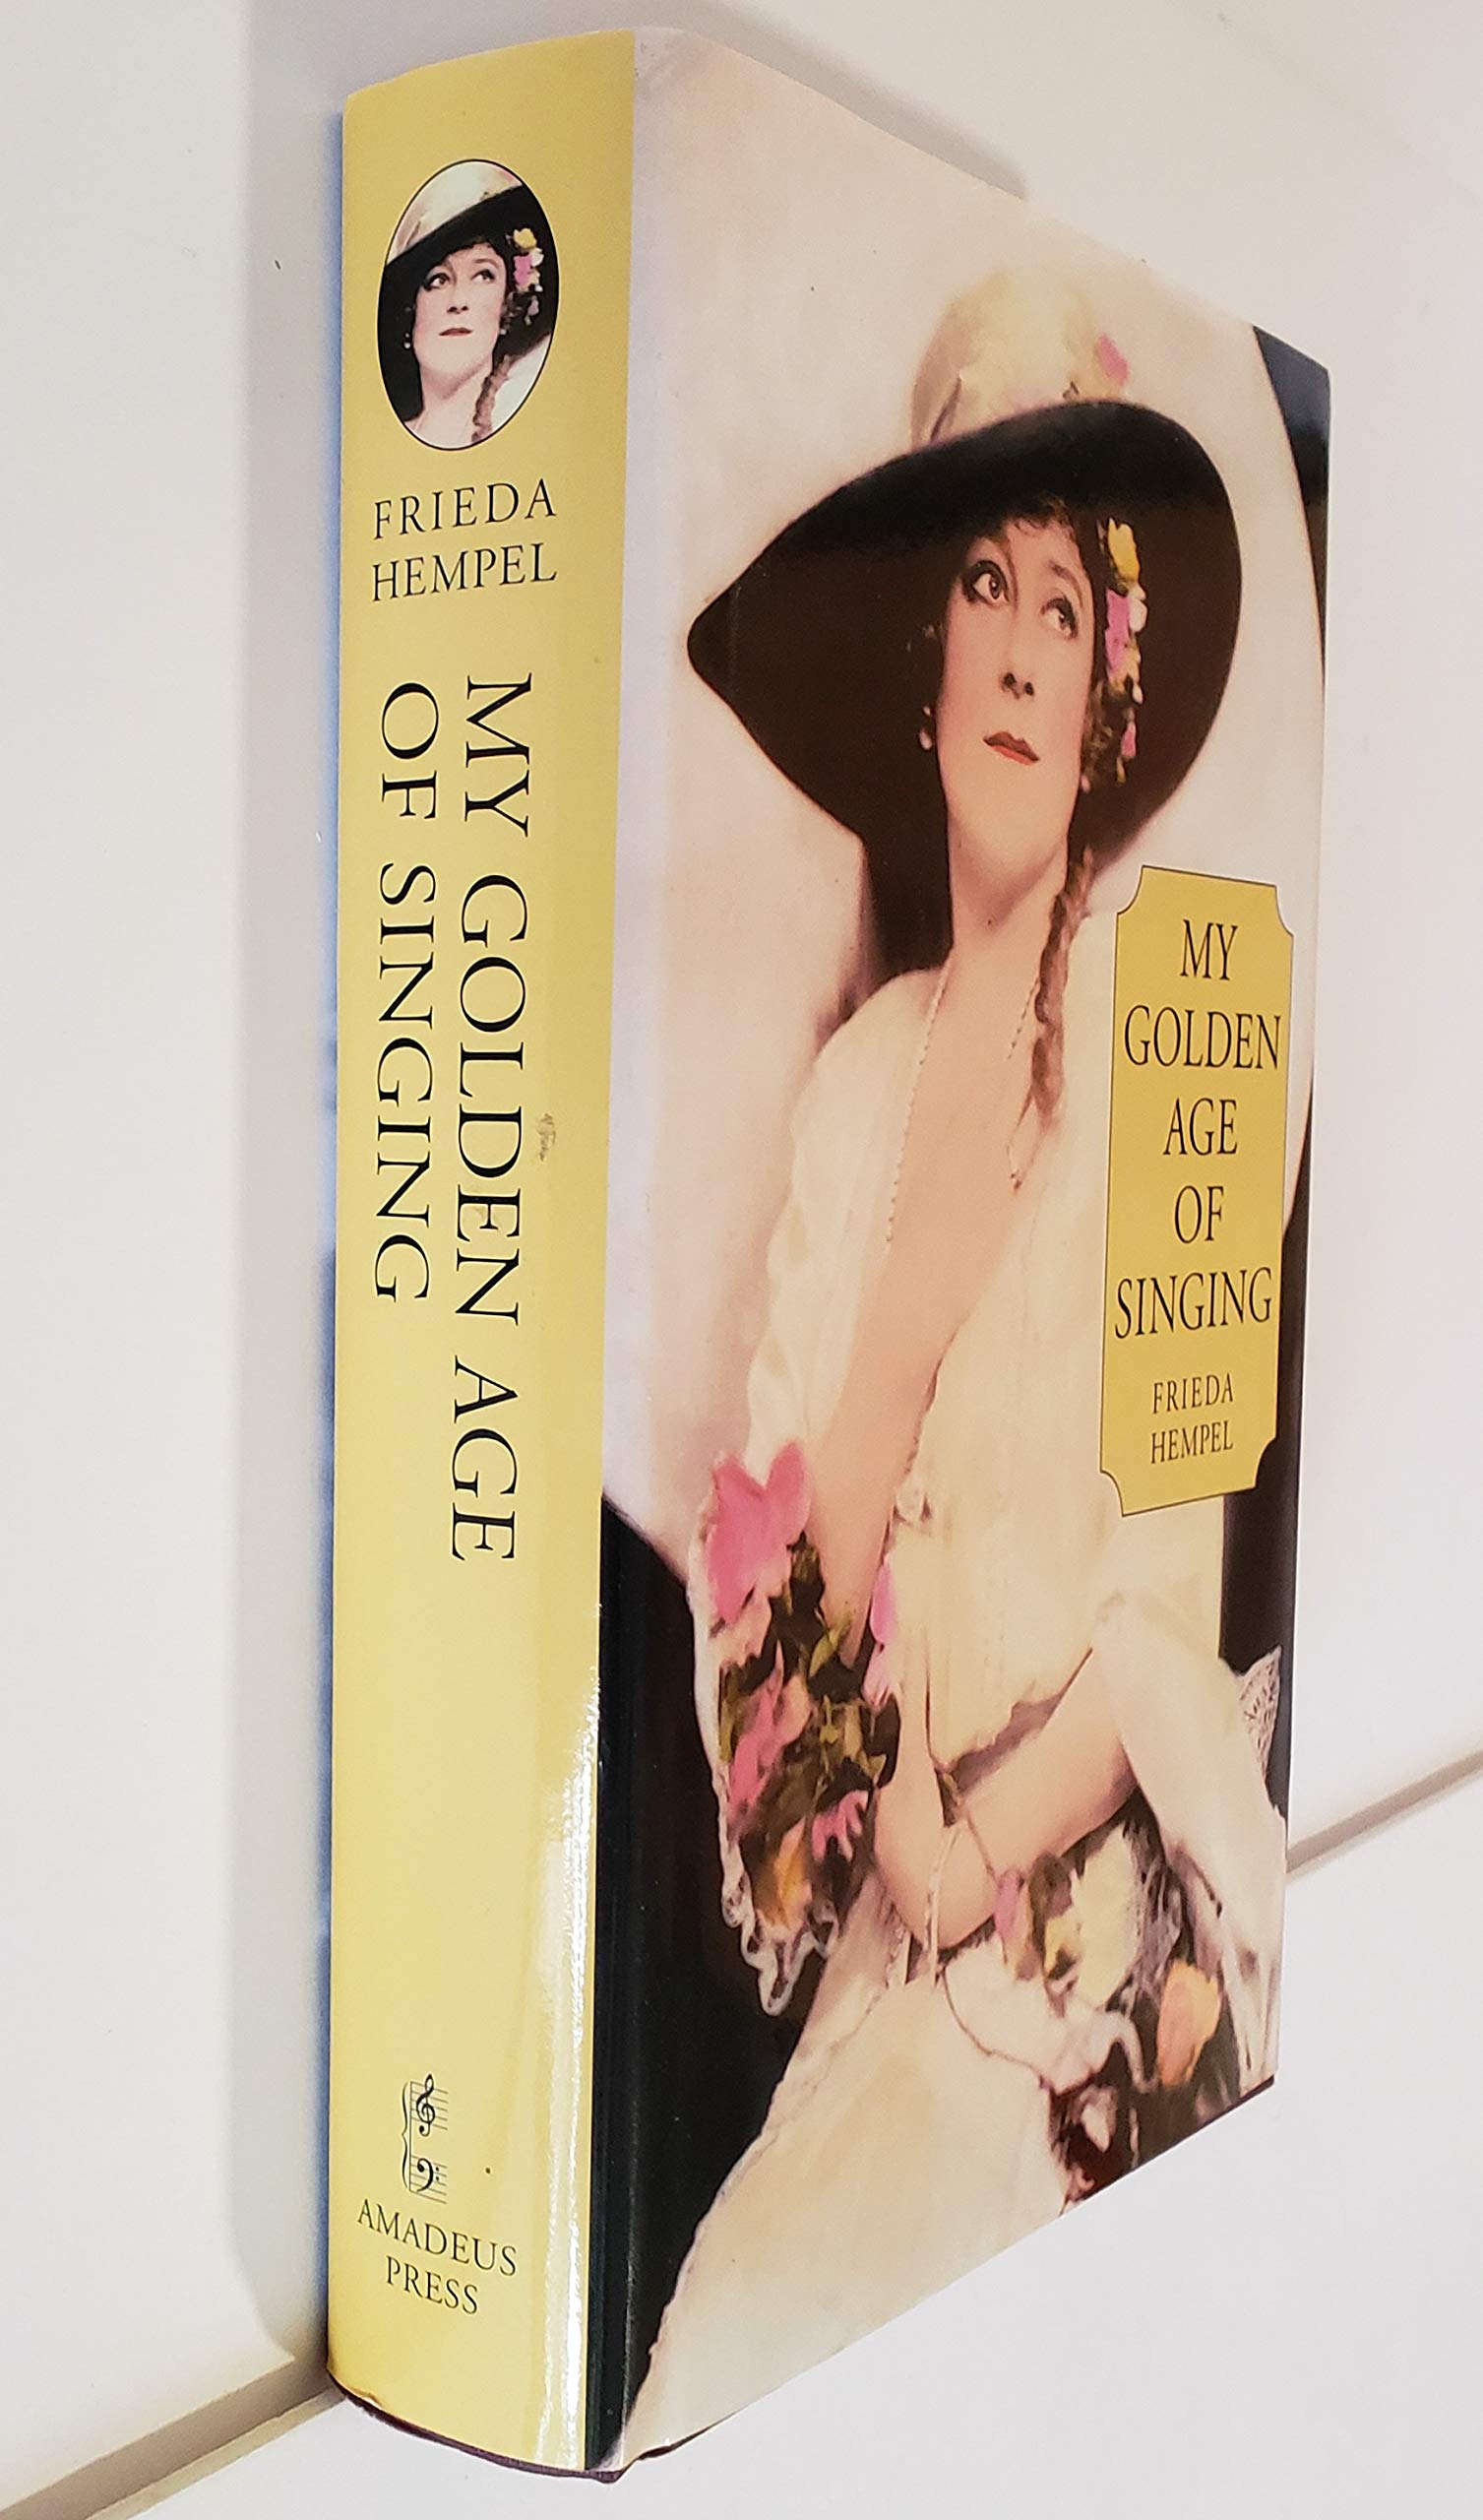 FRIEDA
HEMPEL
MY GOLDEN AGE
OF SINGING
AMADEUS
PRESS
MY
GOLDEN
AGE
OF
SINGING
FRIEDA
HEMPEL